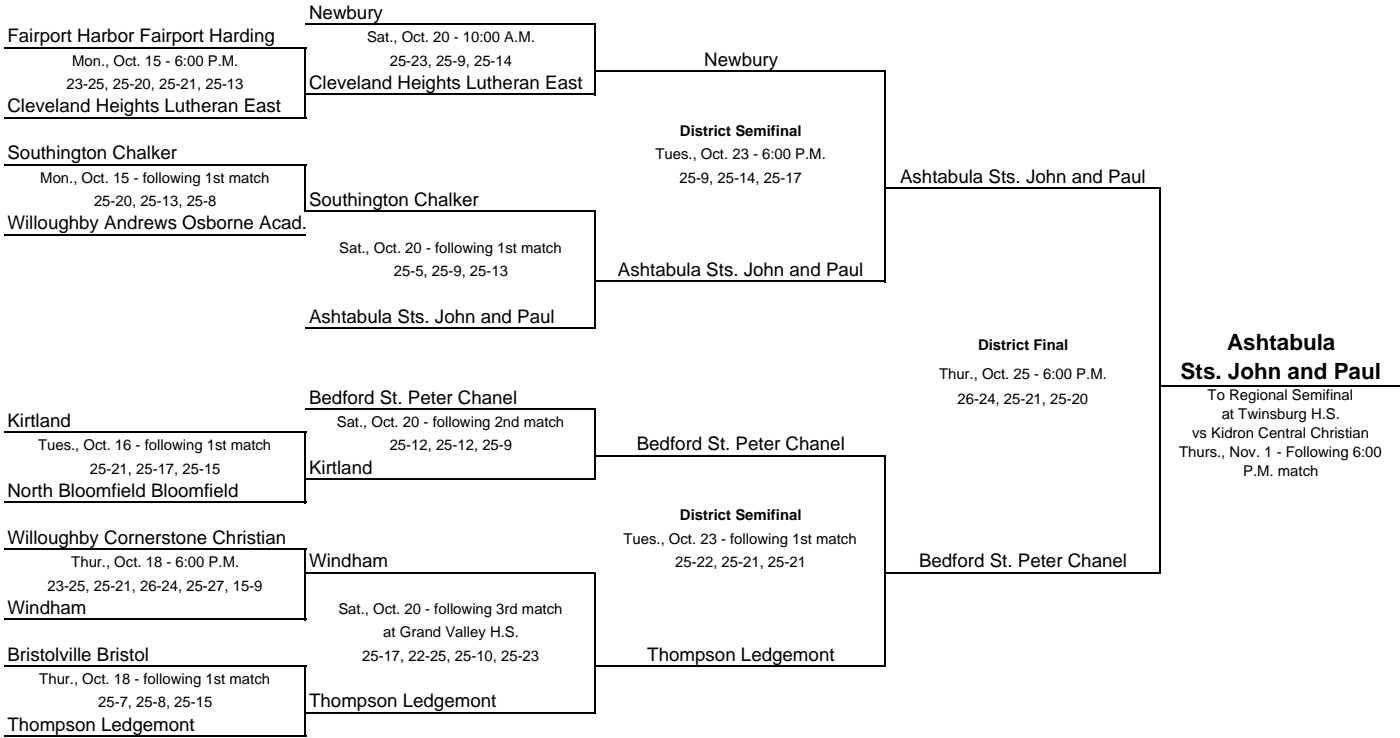 Newbury
Fairport Harbor Fairport Harding
Sat., Oct. 20 - 10:00 A.M.
Mon., Oct. 15 - 6:00 P.M.
25-23, 25-9, 25-14
Newbury
23-25, 25-20, 25-21, 25-13
Cleveland Heights Lutheran East
Cleveland Heights Lutheran East
District Semifinal
Southington Chalker
Tues., Oct. 23 - 6:00 P.M.
Mon., Oct. 15 - following 1st match
25-9, 25-14, 25-17
Ashtabula Sts. John and Paul
25-20, 25-13, 25-8
Southington Chalker
Willoughby Andrews Osborne Acad.
Sat., Oct. 20 - following 1st match
25-5, 25-9, 25-13
Ashtabula Sts. John and Paul
Ashtabula Sts. John and Paul
District Final
Ashtabula
Sts. John and Paul
Thur., Oct. 25 - 6:00 P.M.
26-24, 25-21, 25-20
To Regional Semifinal
at Twinsburg H.S.
vs Kidron Central Christian
Thurs., Nov. 1 - Following 6:00
P.M. match
Bedford St. Peter Chanel
Kirtland
Sat., Oct. 20 - following 2nd match
Tues., Oct. 16 - following 1st match
25-12, 25-12, 25-9
Bedford St. Peter Chanel
25-21, 25-17, 25-15
Kirtland
North Bloomfield Bloomfield
District Semifinal
Willoughby Cornerstone Christian
Tues., Oct. 23 - following 1st match
Thur., Oct. 18 - 6:00 P.M.
Windham
25-22, 25-21, 25-21
Bedford St. Peter Chanel
23-25, 25-21, 26-24, 25-27, 15-9
Windham
Sat., Oct. 20 - following 3rd match
at Grand Valley H.S.
Bristolville Bristol
25-17, 22-25, 25-10, 25-23
Thompson Ledgemont
Thur., Oct. 18 - following 1st match
25-7, 25-8, 25-15
Thompson Ledgemont
Thompson Ledgemont